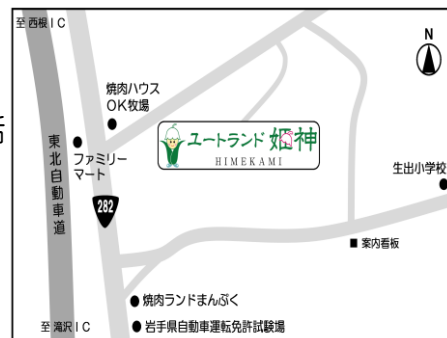 至 西根IC
焼肉ハウス
OK牧場
N
ユートランド 姫神
HIMEKAMI
東北自動車道
ファミリー
マート
282
生出小学校
案内看板
焼肉ランドまんぷく
至 滝沢IC
岩手県自動車運転免許試験場